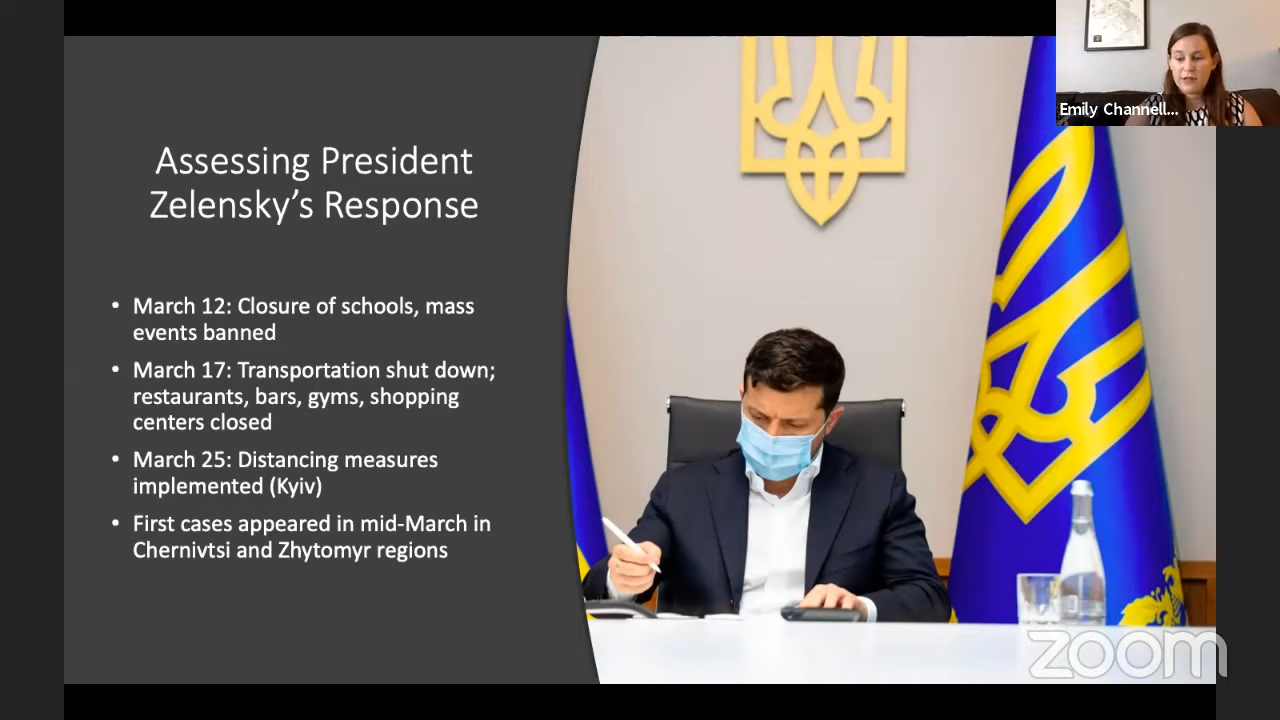 Emily Channell...
Assessing President
Zelensky's Response
• March 12: Closure of schools, mass
events banned
• March 17: Transportation shut down;
restaurants, bars, gyms, shopping
centers closed
• March 25: Distancing measures
implemented (Kyiv)
• First cases appeared in mid-March in
Chernivtsi and Zhytomyr regions
zoom